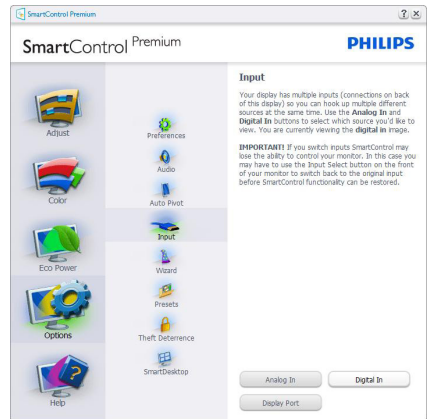 SmartControl Premium
SmartControl Premium
PHILIPS
Adjust
Color
Eco Power
Options
Help
Preferences
Audio
Auto Pivot
Input
Wizard
Presets
Theft Deterrence
SmartDesktop
Input
Your display has multiple inputs (connections on back
of this display) so you can hook up multiple different
sources at the same time. Use the Analog In and
Digital In buttons to select which source you'd like to
view. You are currently viewing the digital in image.
IMPORTANT! If you switch inputs SmartControl may
lose the ability to control your monitor. In this case you
may have to use the Input Select button on the front
of your monitor to switch back to the original input
before SmartControl functionality can be restored.
Analog In
Digital In
Display Port